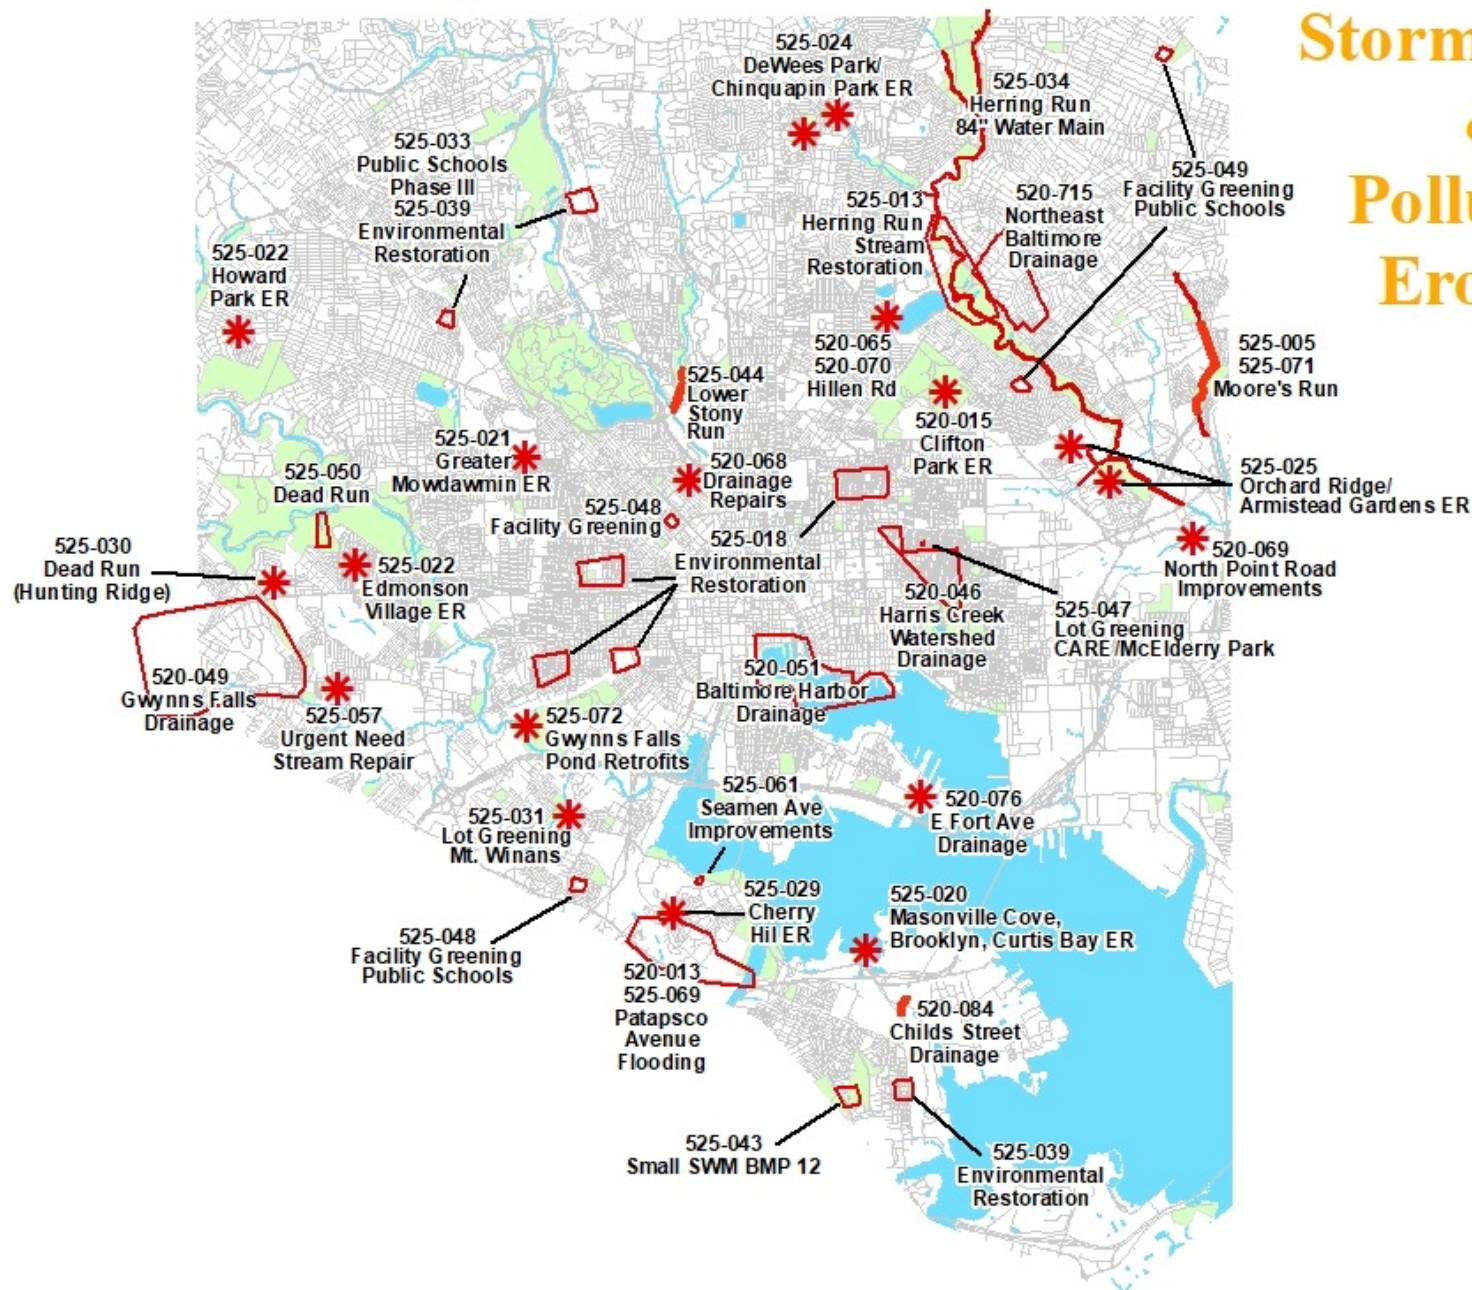 Storm
Pollu
Ero
525-024
DeWees Park/
Chinquapin Park ER
525-034
Herring Run
84" Water Main
525-033
Public Schools
Phase III
525-039
Environmental
Restoration
525-049
Facility Greening
Public Schools
525-013
Herring Run
Stream
Restoration
520-715
Northeast
Baltimore
Drainage
525-022
Howard
Park ER
520-065
520-070
Hillen Rd
525-005
525-071
Moore's Run
525-044
Lower
Stony
Run
520-015
Clifton
Park ER
525-021
Greater
Mowdawmin ER
520-068
Drainage
Repairs
525-050
Dead Run
525-025
Orchard Ridge/
Armistead Gardens ER
525-048
Facility Greening
525-018
Environmental
Restoration
525-030
Dead Run
(Hunting Ridge)
525-022
Edmonson
Village ER
520-069
North Point Road
Improvements
520-046
Harris Creek
Watershed
Drainage
525-047
Lot Greening
CARE/McElderry Park
520-049
Gwynns Falls
Drainage
520-051
Baltimore Harbor
Drainage
525-057
Urgent Need
Stream Repair
525-072
Gwynns Falls
Pond Retrofits
525-061
Seamen Ave
Improvements
520-076
E Fort Ave
Drainage
525-031
Lot Greening
Mt. Winans
525-029
Cherry
Hil ER
525-020
Masonville Cove,
Brooklyn, Curtis Bay ER
525-048
Facility Greening
Public Schools
520-013
525-069
Patapsco
Avenue
Flooding
520-084
Childs Street
Drainage
525-043
Small SWM BMP 12
525-039
Environmental
Restoration